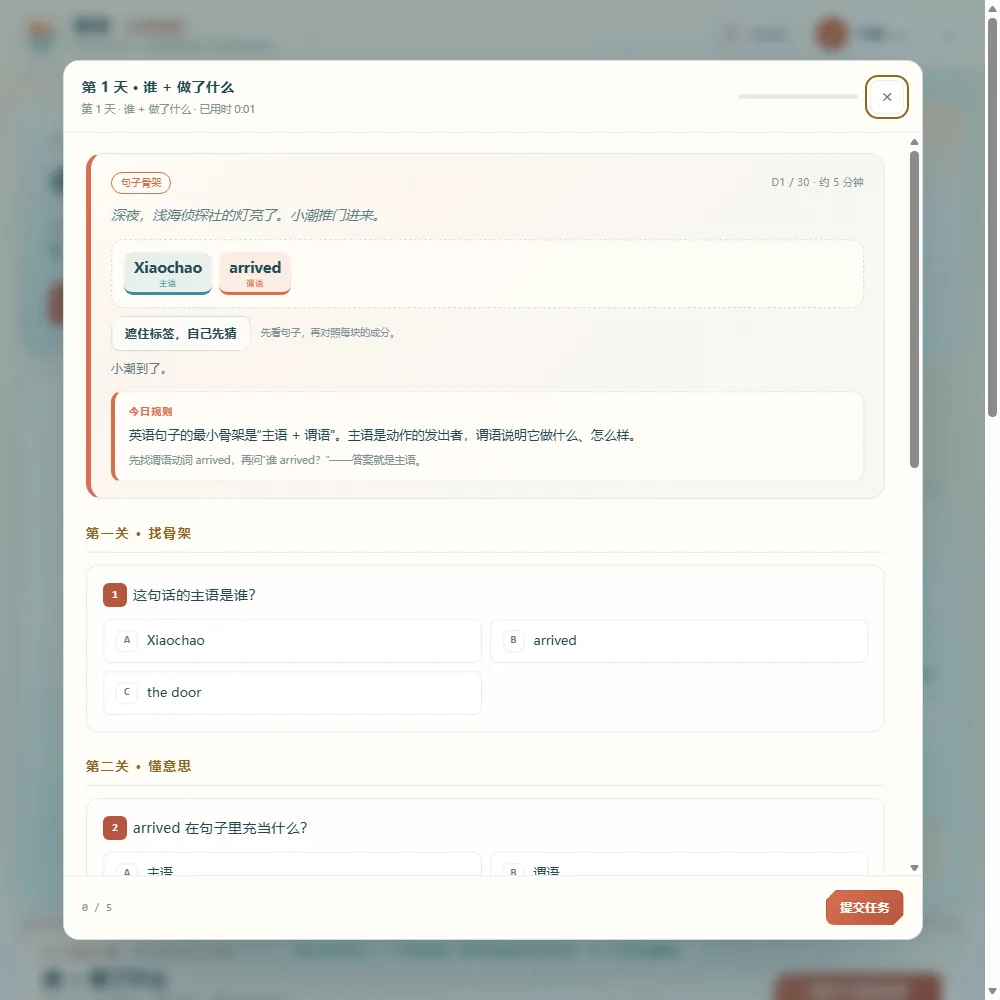 第 1 天 • 谁 + 做了什么
第 1 天 · 谁 + 做了什么 · 已用时 0:01
×
句子骨架
D1 / 30 · 约 5 分钟
深夜，浅海侦探社的灯亮了。小潮推门进来。
Xiaochao
主语
arrived
谓语
遮住标签，自己先猜
先看句子，再对照每块的成分。
小潮到了。
今日规则
英语句子的最小骨架是“主语 + 谓语”。主语是动作的发出者，谓语说明它做什么、怎么样。
先找谓语动词 arrived，再问“谁 arrived？”——答案就是主语。
第一关 • 找骨架
1 这句话的主语是谁？
A Xiaochao
B arrived
C the door
第二关 • 懂意思
2 arrived 在句子里充当什么？
A 主语
B 谓语
0 / 5
提交任务